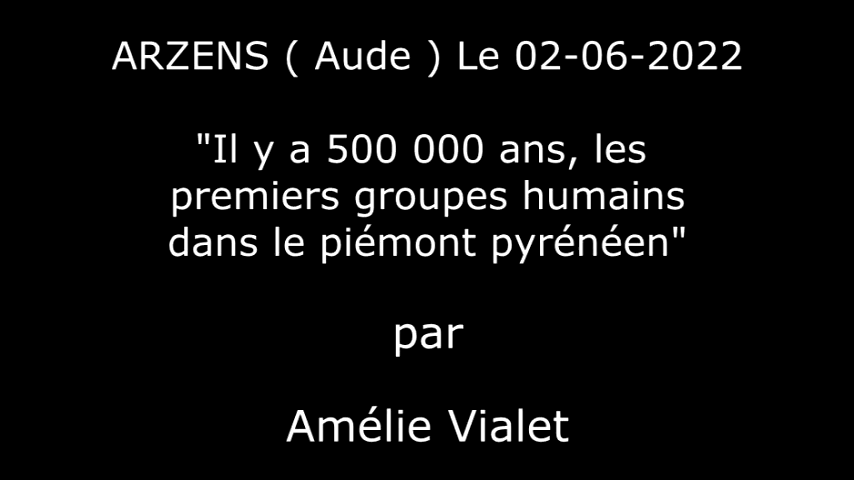 ARZENS ( Aude ) Le 02-06-2022
"Il y a 500 000 ans, les
premiers groupes humains
dans le piémont pyrénéen"
par
Amélie Vialet